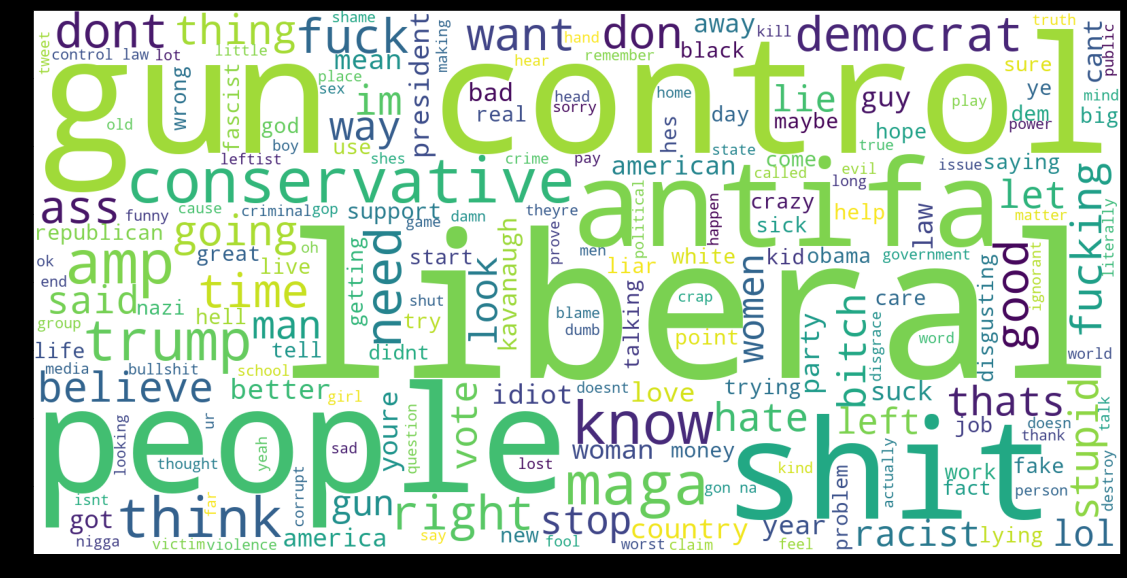 tweet
dont
thing
fuck
shame
president
making
want
hand
don
away
kill
democrat
truth
cant
public
control law
lot
little
mean
hear
remember
black
sure
gun control
wrong
fascist
place
sex
im
bad
real
head
sorry
home
hes
day
lie
maybe
guy
play
ye
dem
power
mind
big
old
god
boy
way
use
hope
state
true
leftist
shes
crime
pay
american
come
called
evil
long
issue
saying
conservative
antifa
crazy
sick
help
law
let
matter
fucking
literally
ass
funny
cause
criminal
gop
support
game
damn
theyre
prove
political
happen
republican
going
oh
getting
need
start
look
kavanaugh
men
liar
white
women
kid
obama
government
good
ignorant
ok
end
amp
great
live
liberal
said
nazi
time
hell
try
shut
blame
dumb
talking
crap
point
care
bitch
party
disgrace
word
disgusting
group
trump
man
tell
didnt
world
life
media
bullshit
school
believe
better
girl
youre
question
vote
idiot
doesnt
love
trying
suck
thats
stupid
talk
destroy
people
looking
ur
thought
yeah
sad
lost
know
woman
money
hate
left
job
doesn
thank
shit
kind
actually
work
fact
fake
person
isnt
got
nigga
think
far
corrupt
gun
right
maga
gon na
victim
violence
america
say
new
fool
stop
worst
country
claim
year
feel
problem
racist
lying
lol